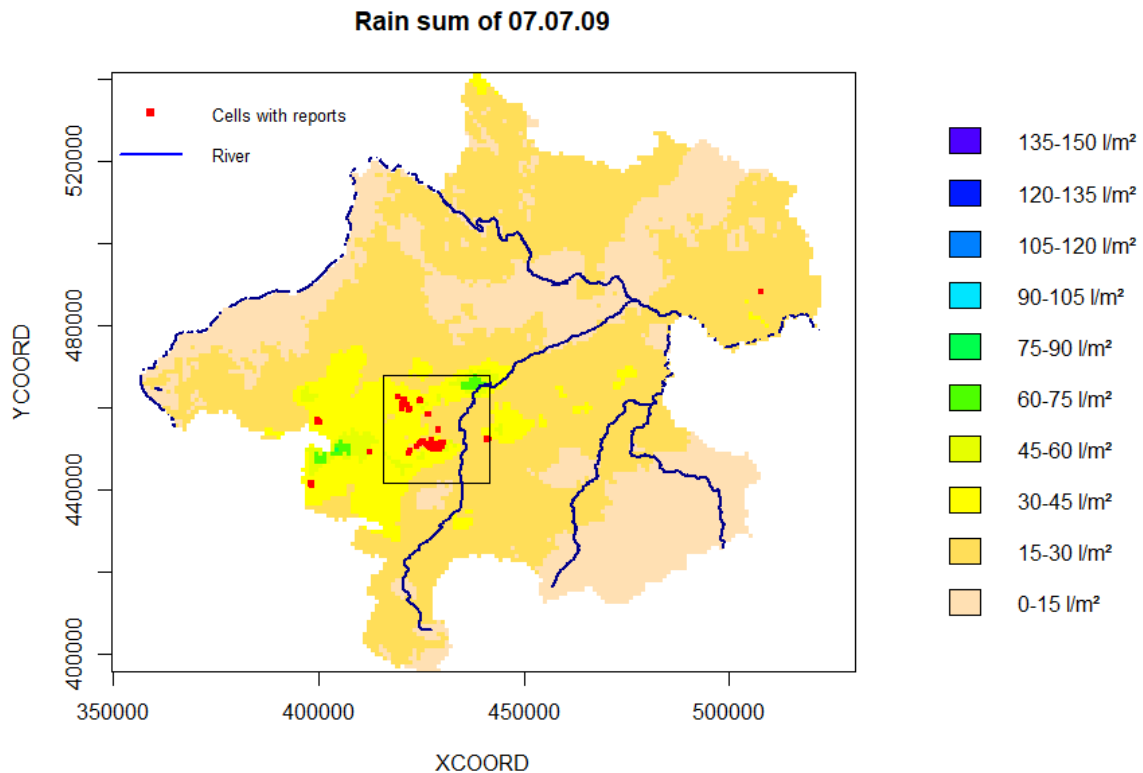 Rain sum of 07.07.09
Cells with reports
River
135-150 l/m²
120-135 l/m²
105-120 l/m²
90-105 l/m²
75-90 l/m²
60-75 l/m²
45-60 l/m²
30-45 l/m²
15-30 l/m²
0-15 l/m²
YCOORD
520000
480000
440000
400000
350000 400000 450000 500000
XCOORD